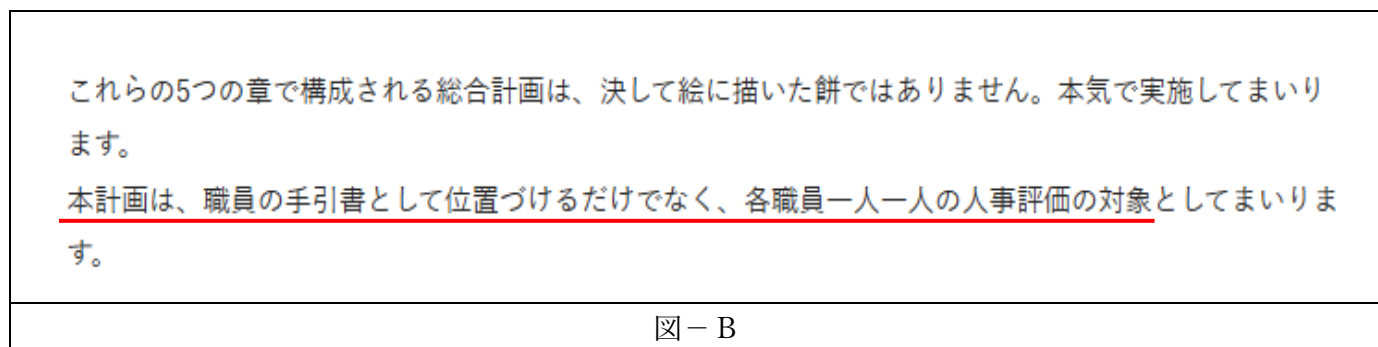 これらの5つの章で構成される総合計画は、決して絵に描いた餅ではありません。本気で実施してまいり
ます。
本計画は、職員の手引書として位置づけるだけでなく、各職員一人一人の人事評価の対象としてまいりま
す。
図－B